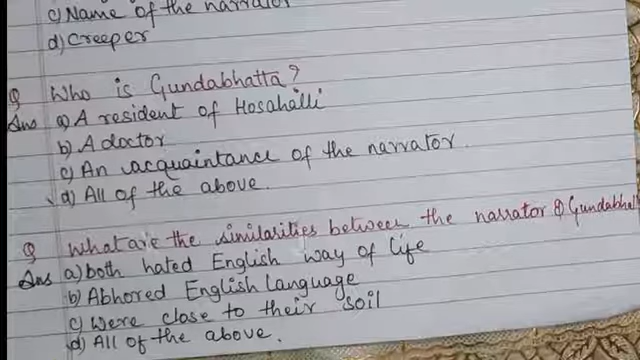 c) Name of the narrator
d) Creeper
Q Who is Gundabhatta?
Ans a) A resident of Hosahalli
b) A doctor
c) An acquaintance of the narrator.
d) All of the above.
Q What are the similarities between the narrator & Gundabhatt
Ans a) both hated English way of life
b) Abhored English Language
c) Were close to their soil
d) All of the above.